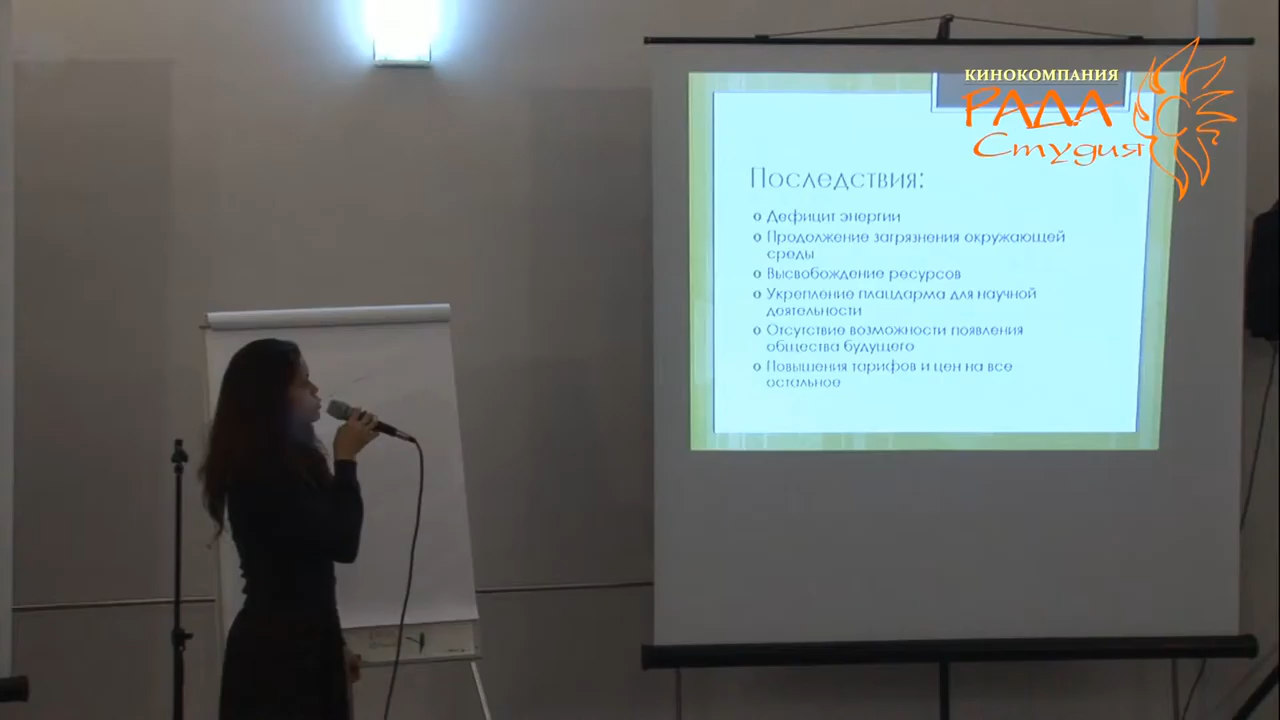 КИНОКОМПАНИЯ
РАДА
Студия
Последствия:
Дефицит энергии
Продолжение загрязнения окружающей
среды
Высвобождение ресурсов
Укрепление плацдарма для научной
деятельности
Отсутствие возможности появления
общества будущего
Повышения тарифов и цен на все
остальное